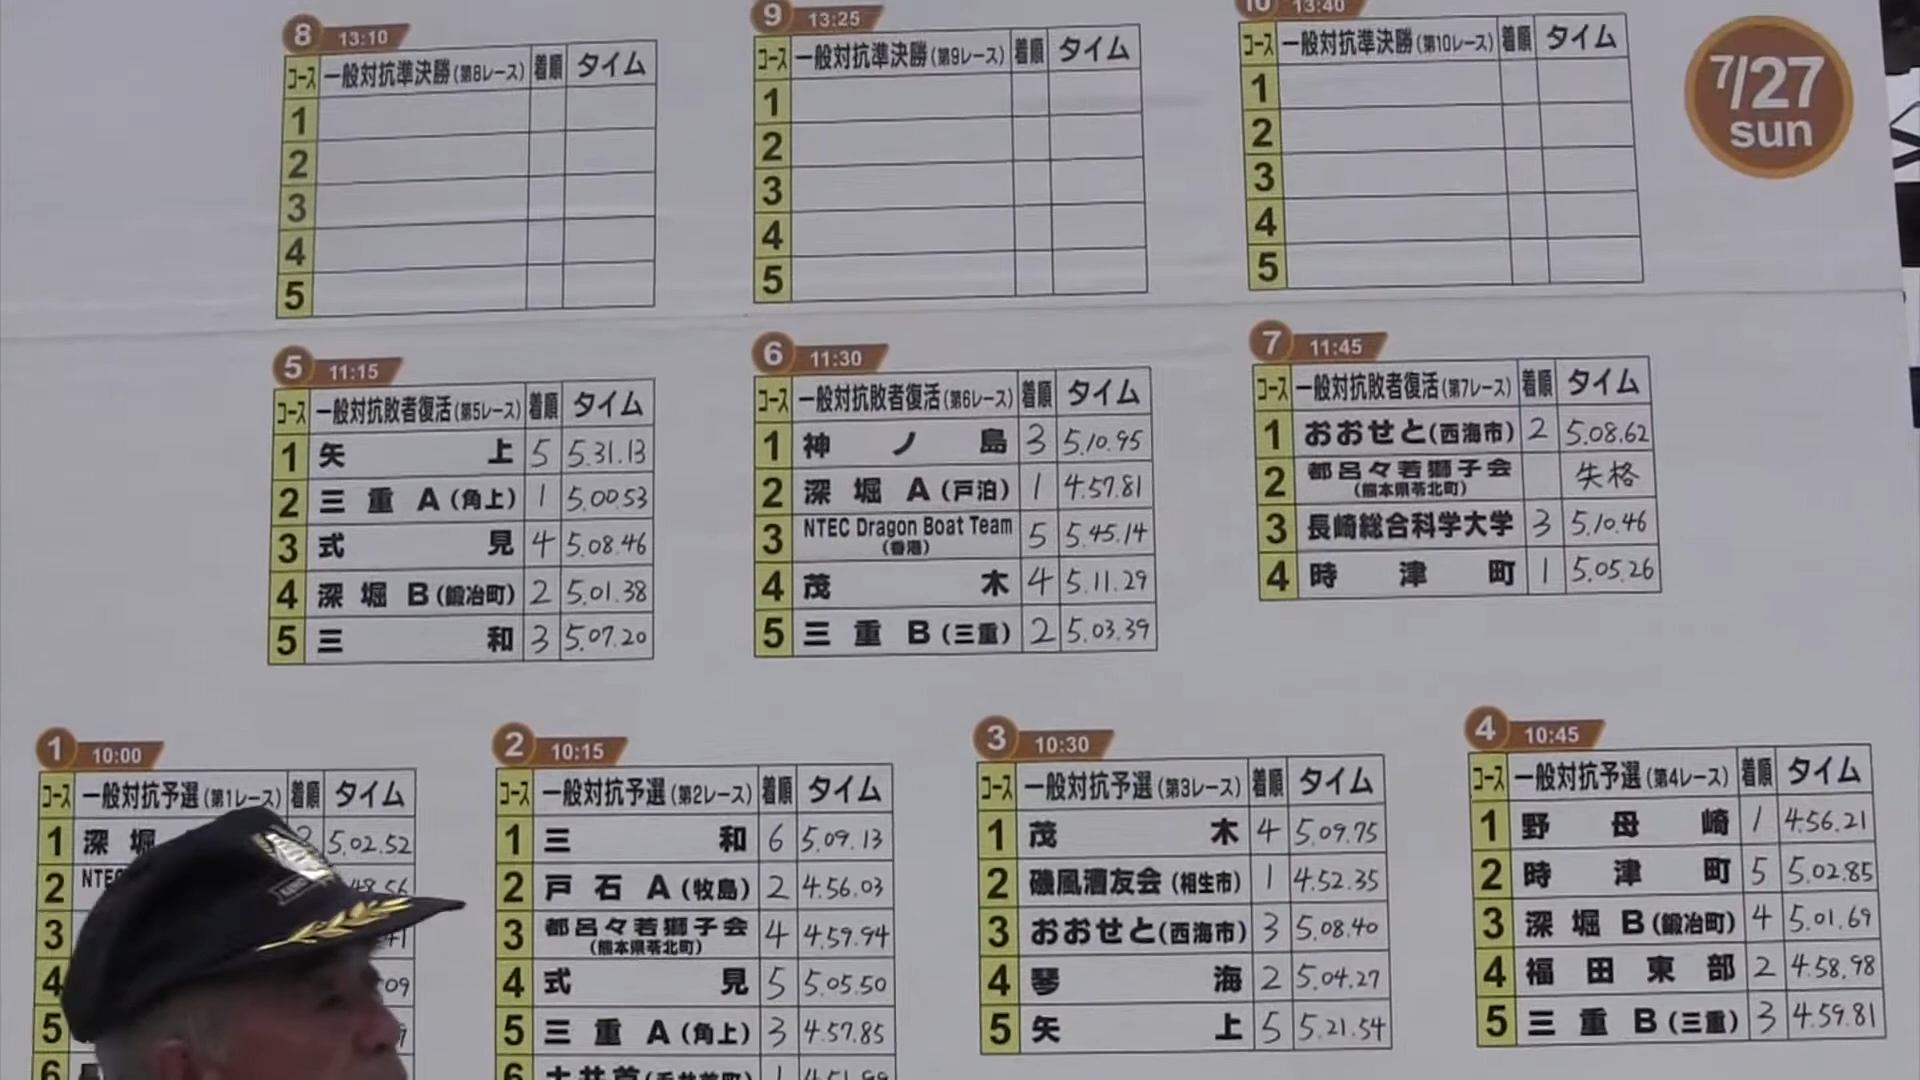 8 13:10
コース 一般対抗準決勝(第8レース) 着順 タイム
1
2
3
4
5
9 13:25
コース 一般対抗準決勝(第9レース) 着順 タイム
1
2
3
4
5
10 13:40
コース 一般対抗準決勝(第10レース) 着順 タイム
1
2
3
4
5
7/27
sun
5 11:15
コース 一般対抗敗者復活(第5レース) 着順 タイム
1 矢上 5 5.31.13
2 三重A(角上) 1 5.00.53
3 式見 4 5.08.46
4 深堀B(鍛冶町) 2 5.01.38
5 三和 3 5.07.20
6 11:30
コース 一般対抗敗者復活(第6レース) 着順 タイム
1 神ノ島 3 5.10.95
2 深堀A(戸泊) 1 4.57.81
3 NTEC Dragon Boat Team 5 5.45.14
(香港)
4 茂木 4 5.11.29
5 三重B(三重) 2 5.03.39
7 11:45
コース 一般対抗敗者復活(第7レース) 着順 タイム
1 おおせと(西海市) 2 5.08.62
2 都呂々若獅子会 失格
(熊本県苓北町)
3 長崎総合科学大学 3 5.10.46
4 時津町 1 5.05.26
1 10:00
コース 一般対抗予選(第1レース) 着順 タイム
1 深堀 5.02.52
2 48.56
3
4 09
5
6
2 10:15
コース 一般対抗予選(第2レース) 着順 タイム
1 三和 6 5.09.13
2 戸石A(牧島) 2 4.56.03
3 都呂々若獅子会 4 4.59.94
(熊本県苓北町)
4 式見 5 5.05.50
5 三重A(角上) 3 4.57.85
6 土井首 1
3 10:30
コース 一般対抗予選(第3レース) 着順 タイム
1 茂木 4 5.09.75
2 磯風漕友会(相生市) 1 4.52.35
3 おおせと(西海市) 3 5.08.40
4 琴海 2 5.04.27
5 矢上 5 5.21.54
4 10:45
コース 一般対抗予選(第4レース) 着順 タイム
1 野母崎 1 4.56.21
2 時津町 5 5.02.85
3 深堀B(鍛冶町) 4 5.01.69
4 福田東部 2 4.58.98
5 三重B(三重) 3 4.59.81